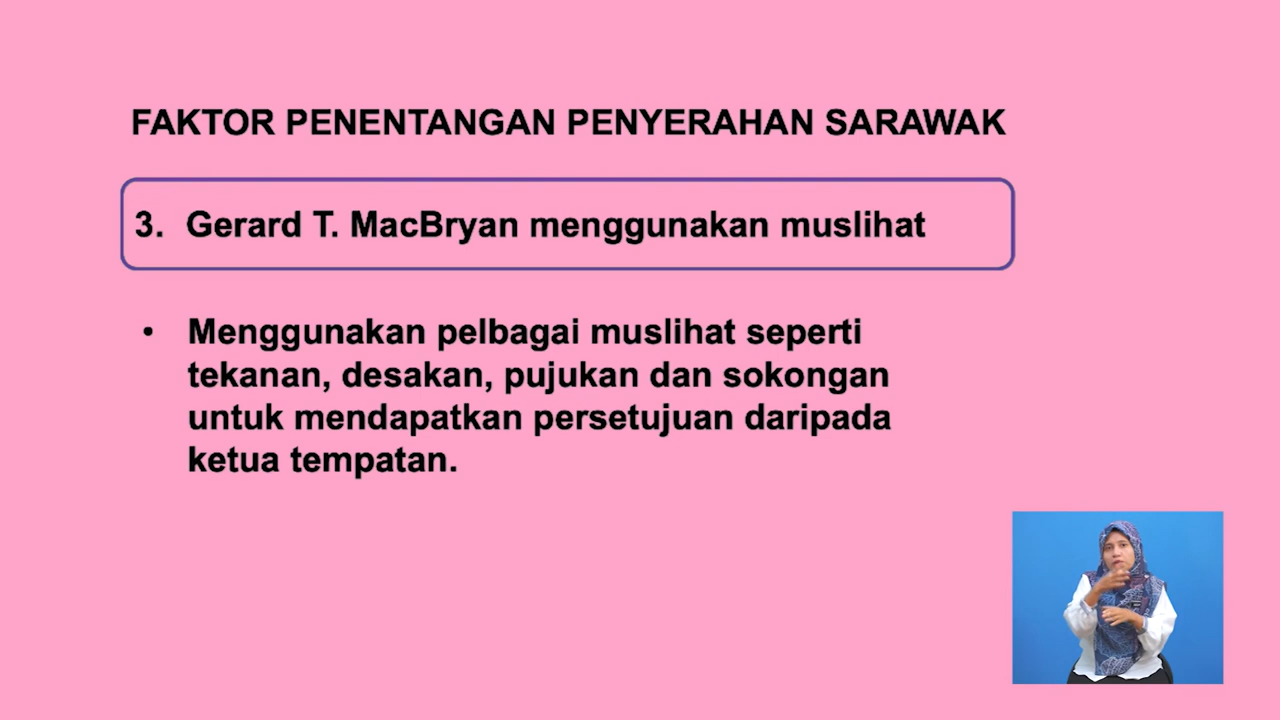 FAKTOR PENENTANGAN PENYERAHAN SARAWAK
3. Gerard T. MacBryan menggunakan muslihat
• Menggunakan pelbagai muslihat seperti
tekanan, desakan, pujukan dan sokongan
untuk mendapatkan persetujuan daripada
ketua tempatan.